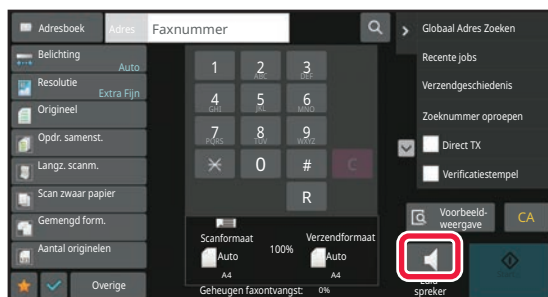 Adresboek
Adres
Faxnummer
Belichting
Auto
Resolutie
Extra Fijn
Origineel
Opdr. samenst.
Langz. scanm.
Scan zwaar papier
Gemengd form.
Aantal originelen
Overige
1
2
ABC
3
DEF
4
GHI
5
JKL
6
MNO
7
PQRS
8
TUV
9
WXYZ
0
#
C
R
Scanformaat
Auto
A4
100%
Verzendformaat
Auto
A4
Geheugen faxontvangst: 0%
Globaal Adres Zoeken
Recente jobs
Verzendgeschiedenis
Zoeknummer oproepen
Direct TX
Verificatiestempel
Voorbeeld-
weergave
CA
spreker